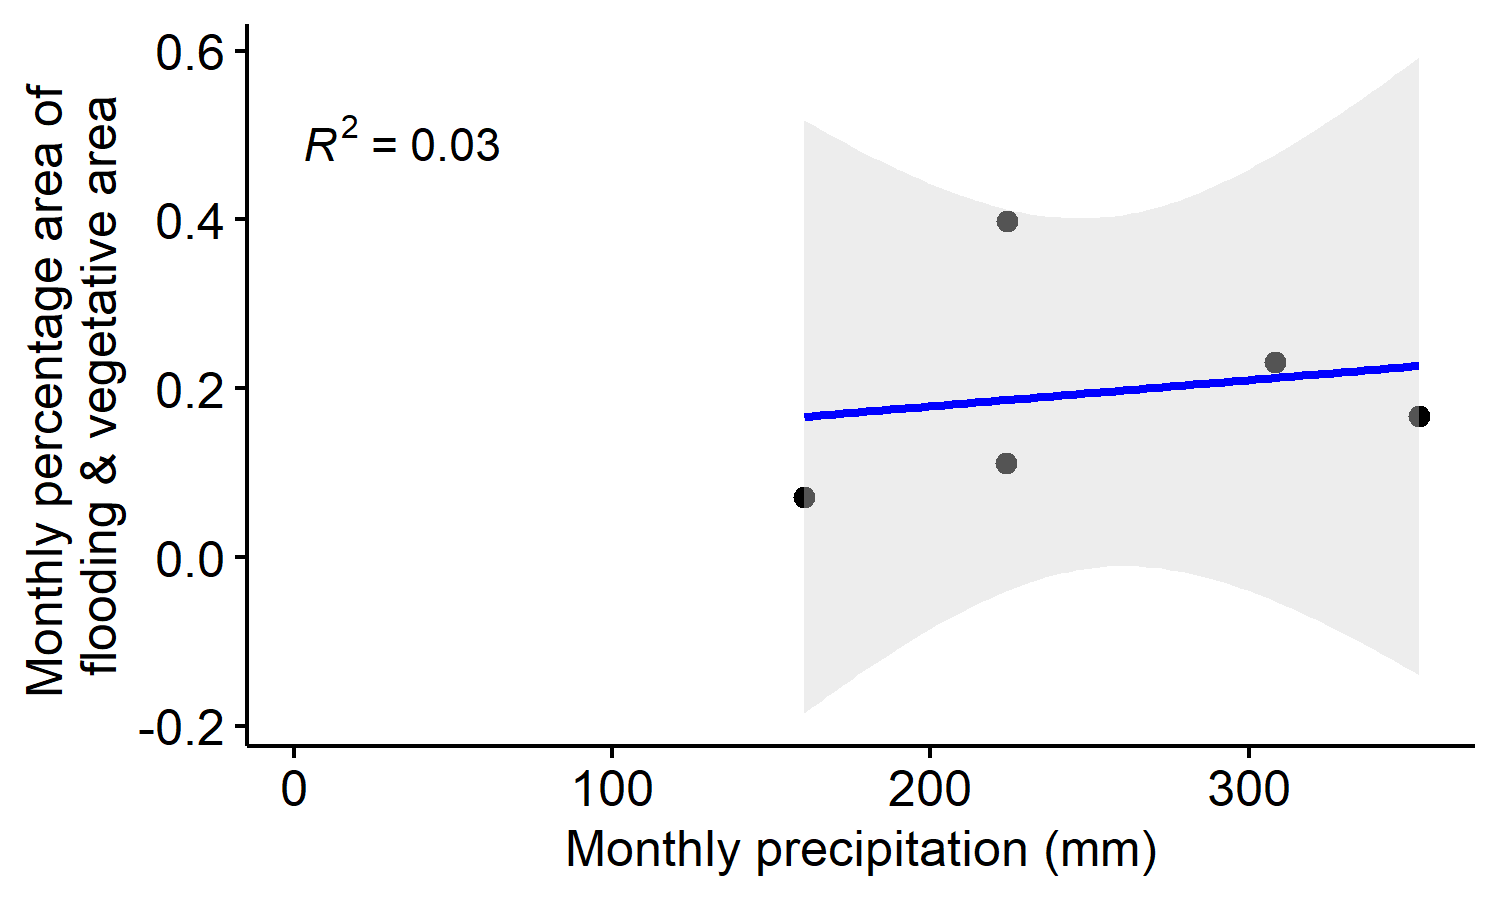 Monthly percentage area of
flooding & vegetative area
0.6
0.4
0.2
0.0
-0.2
R² = 0.03
0 100 200 300
Monthly precipitation (mm)